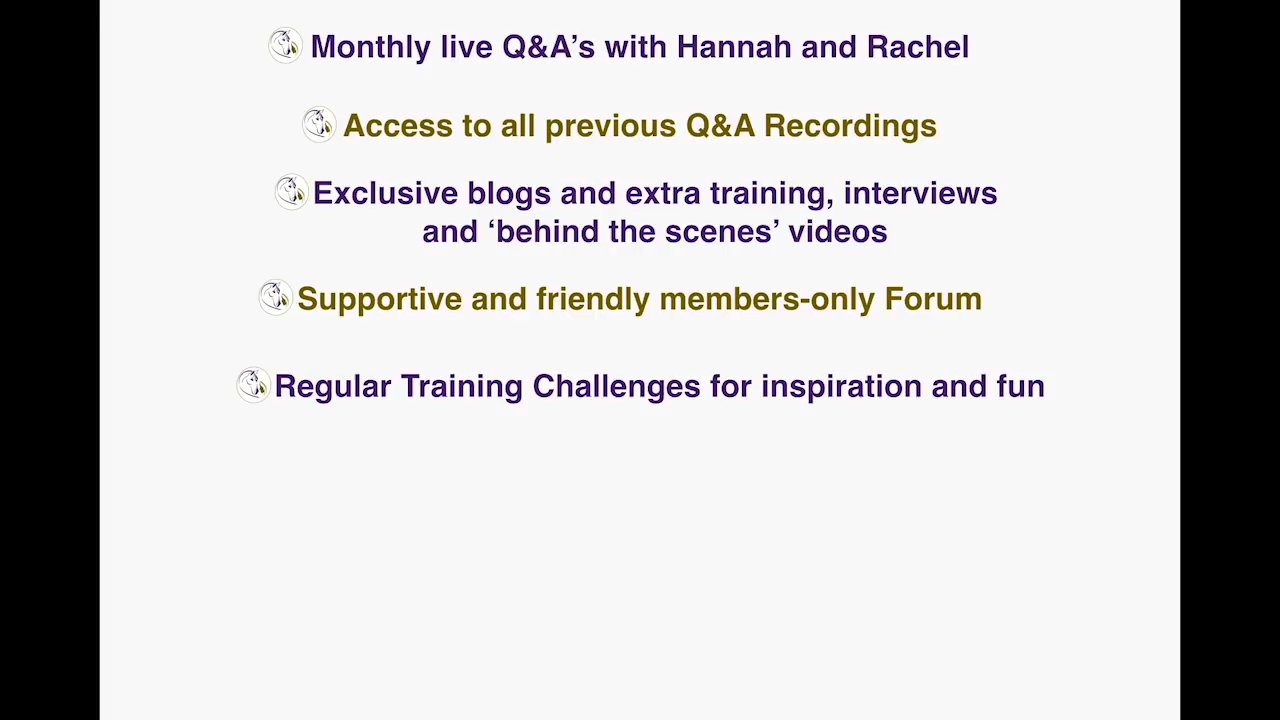 Monthly live Q&A’s with Hannah and Rachel
Access to all previous Q&A Recordings
Exclusive blogs and extra training, interviews
and ‘behind the scenes’ videos
Supportive and friendly members-only Forum
Regular Training Challenges for inspiration and fun